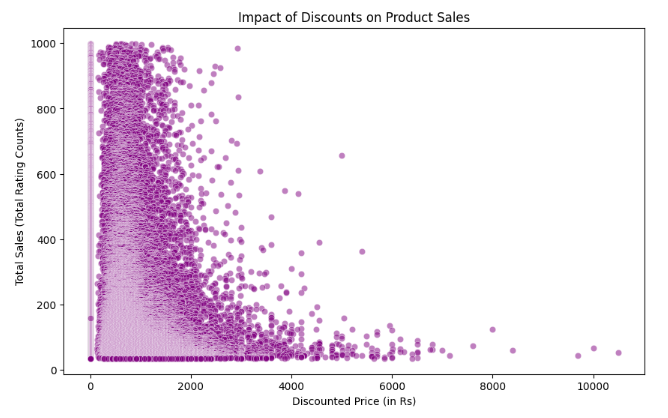 Impact of Discounts on Product Sales
1000
800
600
400
200
0
Total Sales (Total Rating Counts)
0 2000 4000 6000 8000 10000
Discounted Price (in Rs)